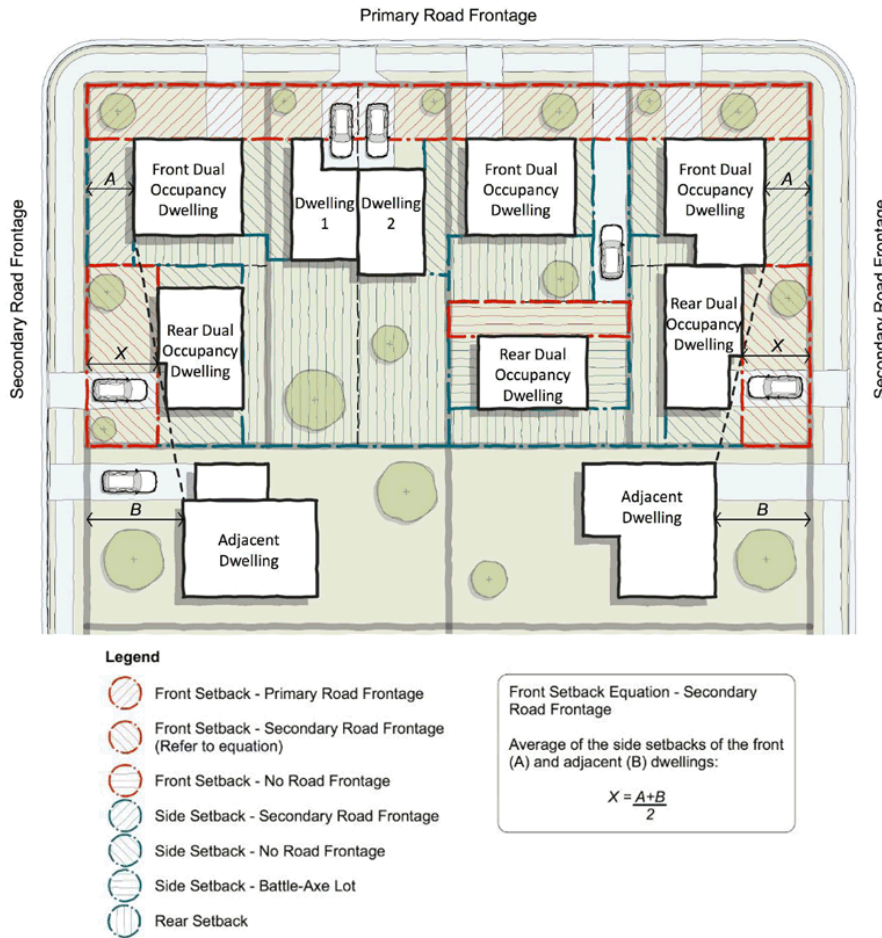 Primary Road Frontage
Secondary Road Frontage
Secondary Road Frontage
A
Front Dual
Occupancy
Dwelling
Dwelling
1
Dwelling
2
Front Dual
Occupancy
Dwelling
Front Dual
Occupancy
Dwelling
A
X
Rear Dual
Occupancy
Dwelling
Rear Dual
Occupancy
Dwelling
Rear Dual
Occupancy
Dwelling
X
B
Adjacent
Dwelling
Adjacent
Dwelling
B
Legend
Front Setback - Primary Road Frontage
Front Setback - Secondary Road Frontage
(Refer to equation)
Front Setback - No Road Frontage
Side Setback - Secondary Road Frontage
Side Setback - No Road Frontage
Side Setback - Battle-Axe Lot
Rear Setback
Front Setback Equation - Secondary
Road Frontage
Average of the side setbacks of the front
(A) and adjacent (B) dwellings:
X = A+B
2